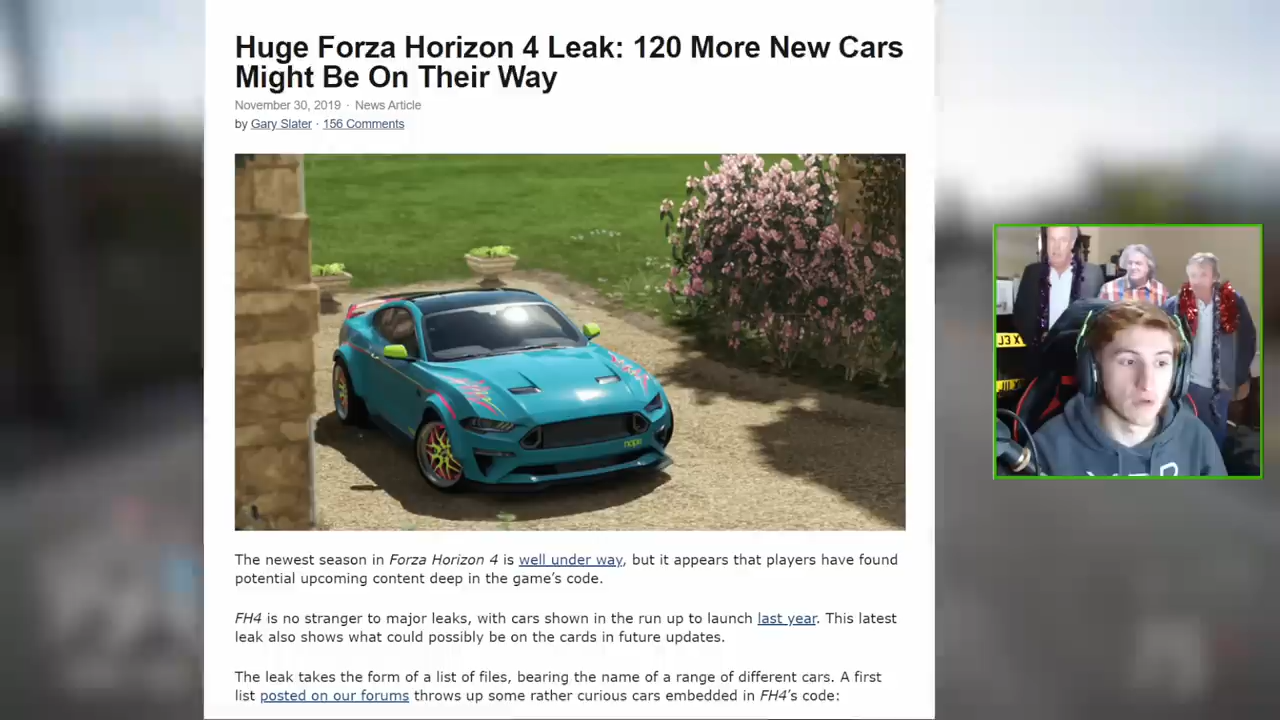 Huge Forza Horizon 4 Leak: 120 More New Cars
Might Be On Their Way
November 30, 2019 · News Article
by Gary Slater · 156 Comments
nope
The newest season in Forza Horizon 4 is well under way, but it appears that players have found
potential upcoming content deep in the game's code.
FH4 is no stranger to major leaks, with cars shown in the run up to launch last year. This latest
leak also shows what could possibly be on the cards in future updates.
The leak takes the form of a list of files, bearing the name of a range of different cars. A first
list posted on our forums throws up some rather curious cars embedded in FH4's code: